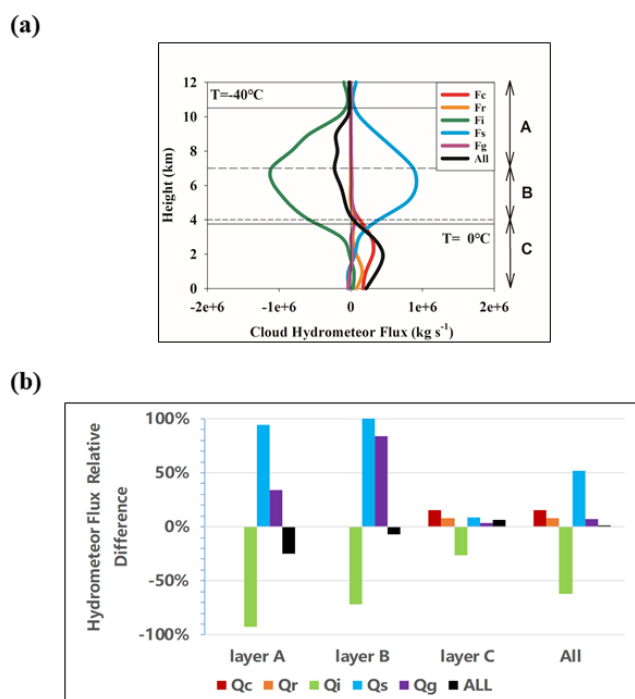 (a)
12
10
8
6
4
2
0
Height (km)
T=-40°C
T= 0°C
Fc
Fr
Fi
Fs
Fg
All
A
B
C
-2e+6 -1e+6 0 1e+6 2e+6
Cloud Hydrometeor Flux (kg s⁻¹)
(b)
Hydrometeor Flux Relative
Difference
100%
50%
0%
-50%
-100%
layer A layer B layer C All
Qc Qr Qi Qs Qg ALL